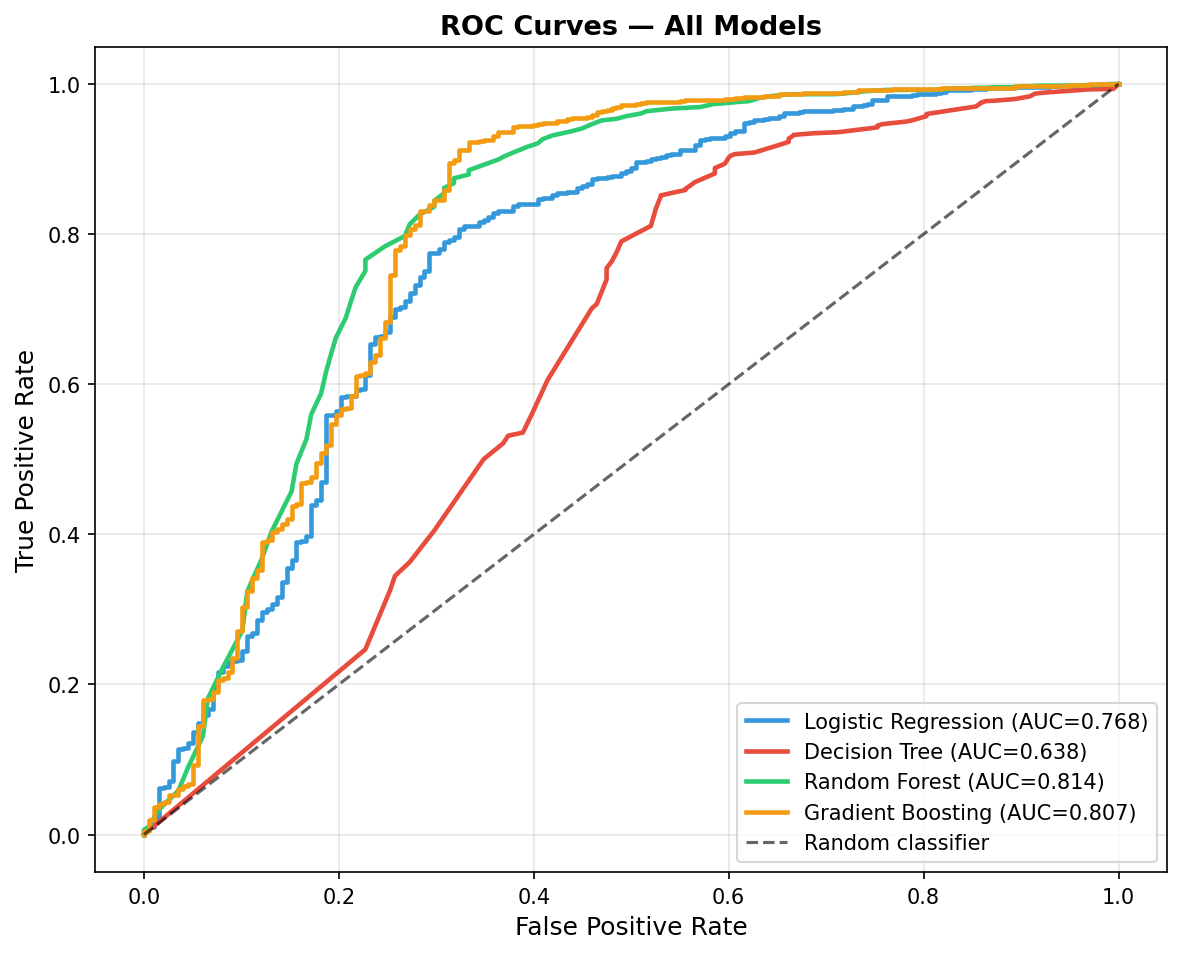 ROC Curves — All Models
True Positive Rate
1.0
0.8
0.6
0.4
0.2
0.0
0.0 0.2 0.4 0.6 0.8 1.0
False Positive Rate
Logistic Regression (AUC=0.768)
Decision Tree (AUC=0.638)
Random Forest (AUC=0.814)
Gradient Boosting (AUC=0.807)
Random classifier